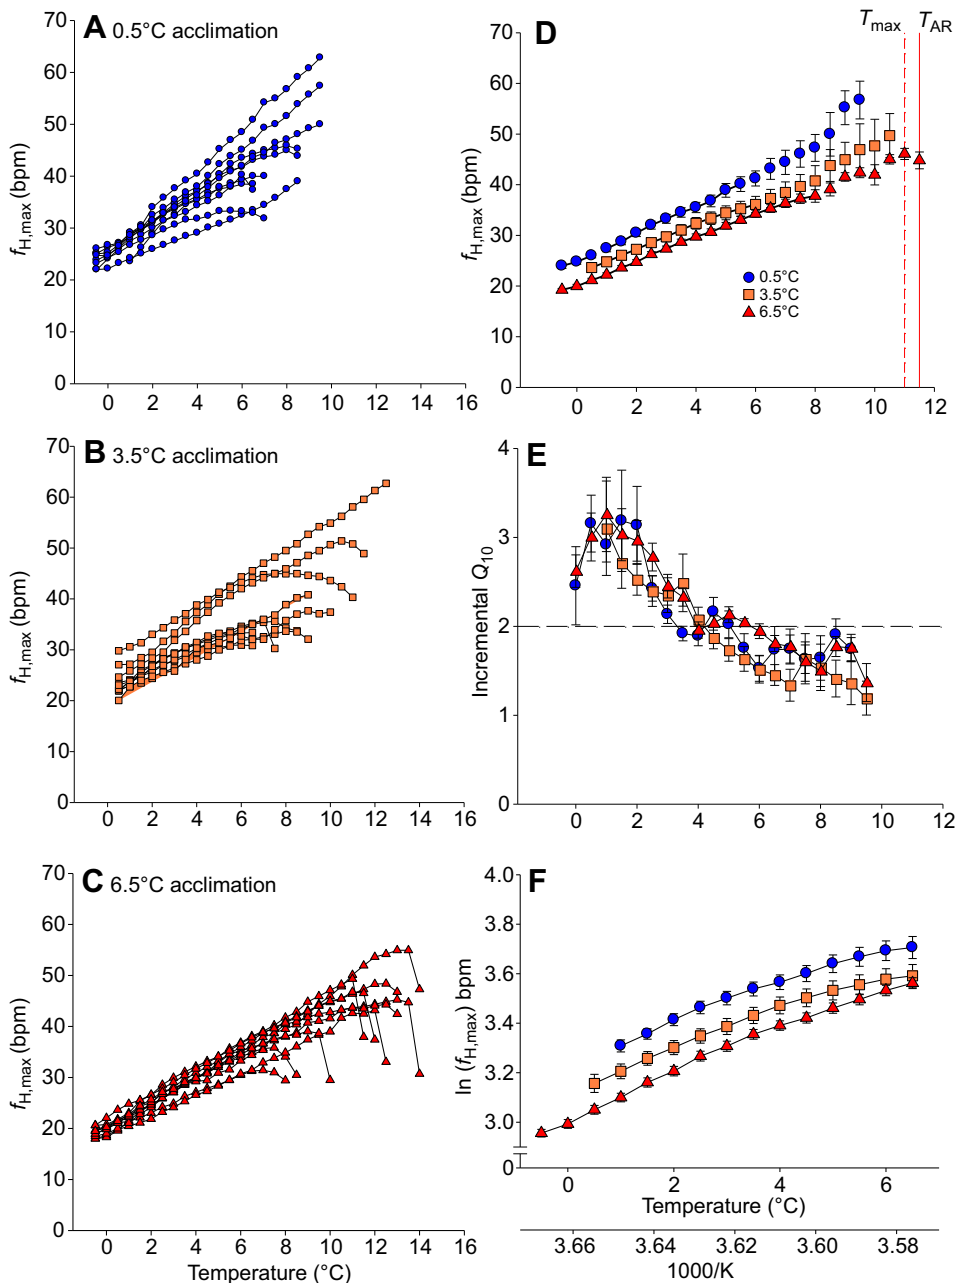 A 0.5°C acclimation
70
60
50
40
30
20
10
0
fH,max (bpm)
0 2 4 6 8 10 12 14 16
D
Tmax
TAR
70
60
50
40
30
20
10
0
fH,max (bpm)
0.5°C
3.5°C
6.5°C
0 2 4 6 8 10 12
B 3.5°C acclimation
70
60
50
40
30
20
10
0
fH,max (bpm)
0 2 4 6 8 10 12 14 16
E
4
3
2
1
0
Incremental Q10
0 2 4 6 8 10 12
C 6.5°C acclimation
70
60
50
40
30
20
10
0
fH,max (bpm)
0 2 4 6 8 10 12 14 16
Temperature (°C)
F
4.0
3.8
3.6
3.4
3.2
3.0
0
ln (fH,max) bpm
0 2 4 6
Temperature (°C)
3.66 3.64 3.62 3.60 3.58
1000/K